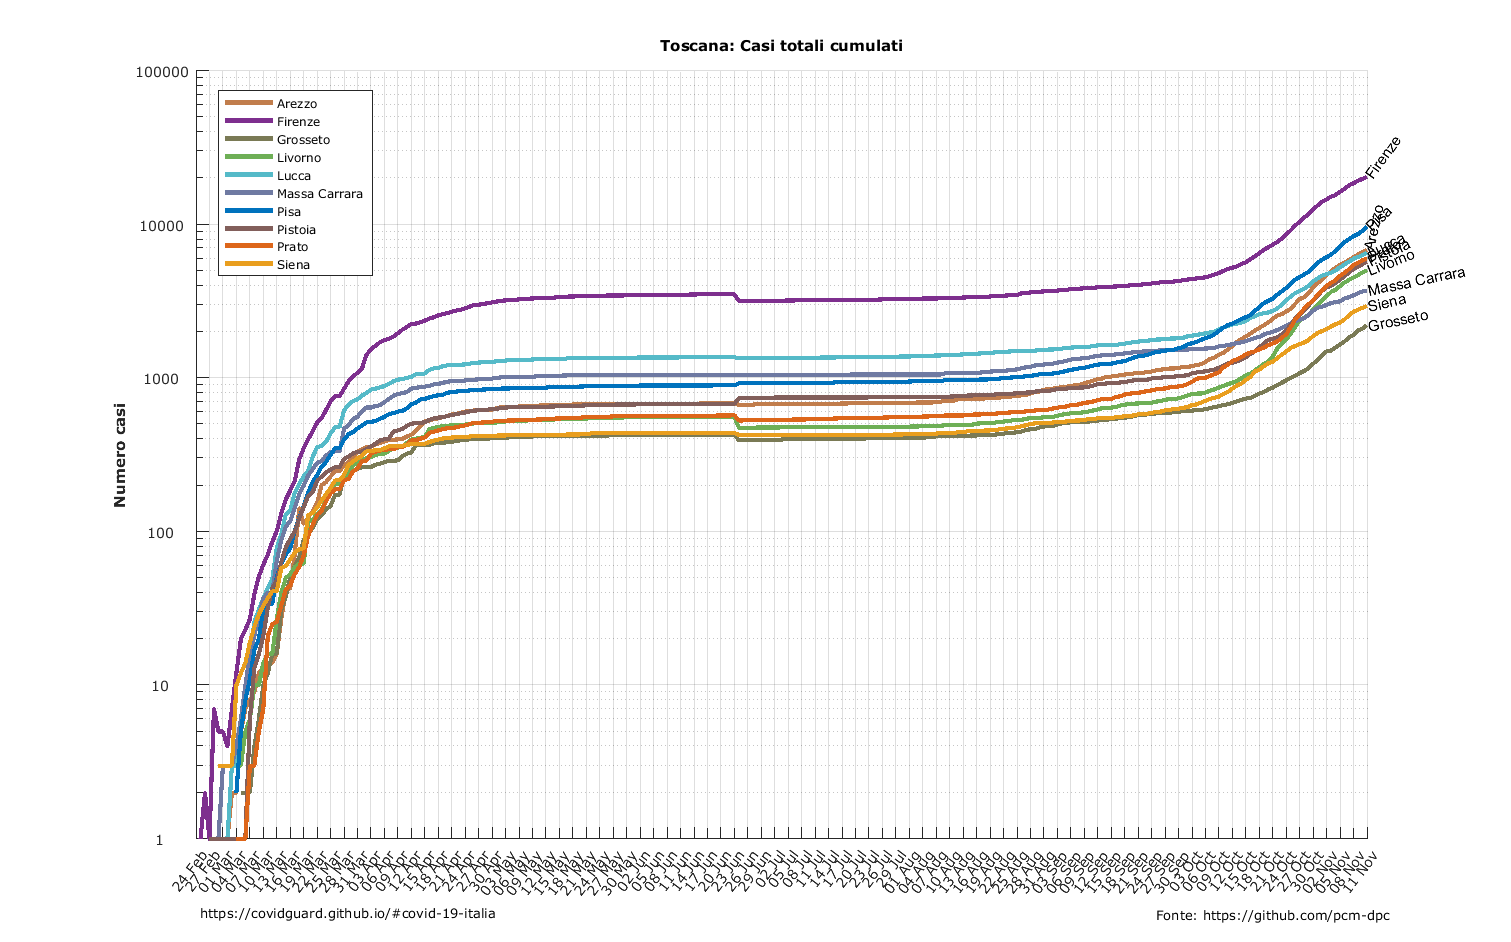 Toscana: Casi totali cumulati
Numero casi
100000
10000
1000
100
10
1
Arezzo
Firenze
Grosseto
Livorno
Lucca
Massa Carrara
Pisa
Pistoia
Prato
Siena
Firenze
Pisa
Arezzo
Lucca
Prato
Pistoia
Livorno
Massa Carrara
Siena
Grosseto
24 Feb
27 Feb
01 Mar
04 Mar
07 Mar
10 Mar
13 Mar
16 Mar
19 Mar
22 Mar
25 Mar
28 Mar
31 Mar
03 Apr
06 Apr
09 Apr
12 Apr
15 Apr
18 Apr
21 Apr
24 Apr
27 Apr
30 Apr
03 May
06 May
09 May
12 May
15 May
18 May
21 May
24 May
27 May
30 May
02 Jun
05 Jun
08 Jun
11 Jun
14 Jun
17 Jun
20 Jun
23 Jun
26 Jun
29 Jun
02 Jul
05 Jul
08 Jul
11 Jul
14 Jul
17 Jul
20 Jul
23 Jul
26 Jul
29 Jul
01 Aug
04 Aug
07 Aug
10 Aug
13 Aug
16 Aug
19 Aug
22 Aug
25 Aug
28 Aug
31 Aug
03 Sep
06 Sep
09 Sep
12 Sep
15 Sep
18 Sep
21 Sep
24 Sep
27 Sep
30 Sep
03 Oct
06 Oct
09 Oct
12 Oct
15 Oct
18 Oct
21 Oct
24 Oct
27 Oct
30 Oct
02 Nov
05 Nov
08 Nov
11 Nov
https://covidguard.github.io/#covid-19-italia
Fonte: https://github.com/pcm-dpc